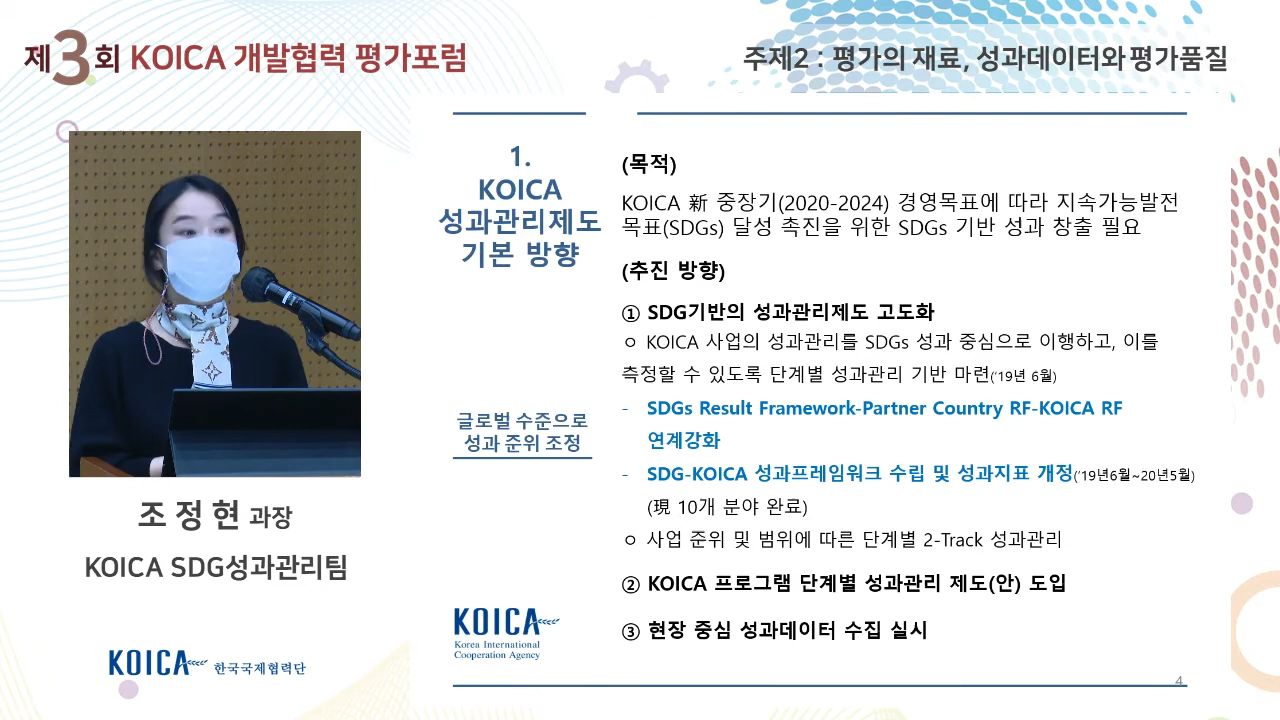 제3회 KOICA 개발협력 평가포럼
주제2 : 평가의 재료, 성과데이터와 평가품질
조 정 현 과장
KOICA SDG성과관리팀
KOICA 한국국제협력단
1.
KOICA
성과관리제도
기본 방향
글로벌 수준으로
성과 준위 조정
KOICA
Korea International
Cooperation Agency
(목적)
KOICA 新 중장기(2020-2024) 경영목표에 따라 지속가능발전
목표(SDGs) 달성 촉진을 위한 SDGs 기반 성과 창출 필요
(추진 방향)
① SDG기반의 성과관리제도 고도화
ㅇ KOICA 사업의 성과관리를 SDGs 성과 중심으로 이행하고, 이를
측정할 수 있도록 단계별 성과관리 기반 마련('19년 6월)
- SDGs Result Framework-Partner Country RF-KOICA RF
연계강화
- SDG-KOICA 성과프레임워크 수립 및 성과지표 개정('19년6월~20년5월)
(現 10개 분야 완료)
ㅇ 사업 준위 및 범위에 따른 단계별 2-Track 성과관리
② KOICA 프로그램 단계별 성과관리 제도(안) 도입
③ 현장 중심 성과데이터 수집 실시
4